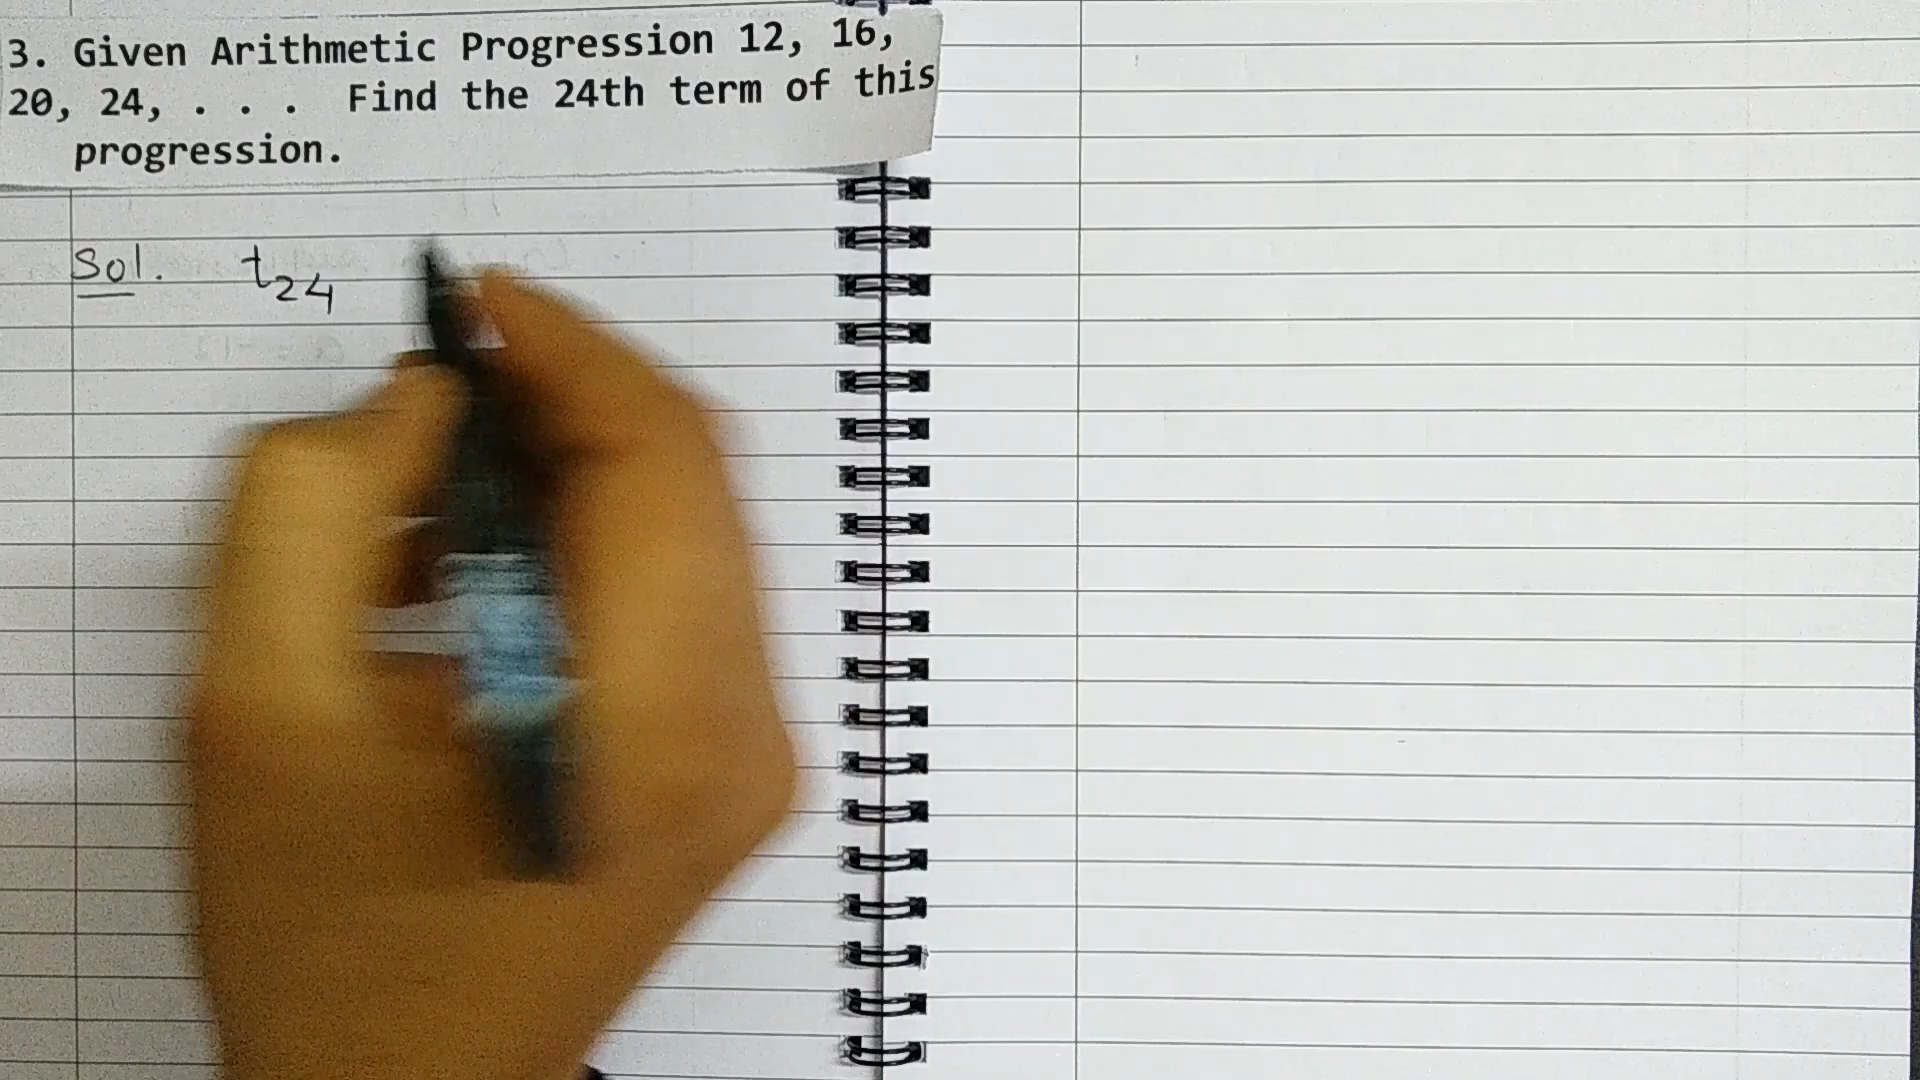 3. Given Arithmetic Progression 12, 16,
20, 24, . . . Find the 24th term of this
progression.
Sol. t24